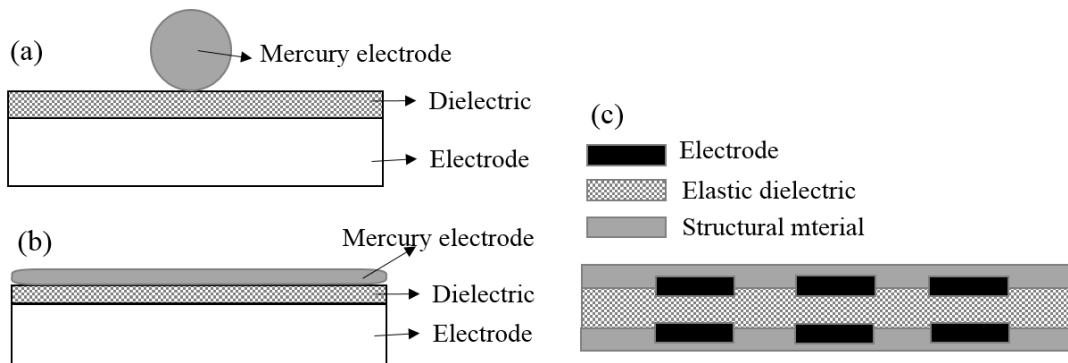 (a)
Mercury electrode
Dielectric
Electrode
(b)
Mercury electrode
Dielectric
Electrode
(c)
Electrode
Elastic dielectric
Structural mterial